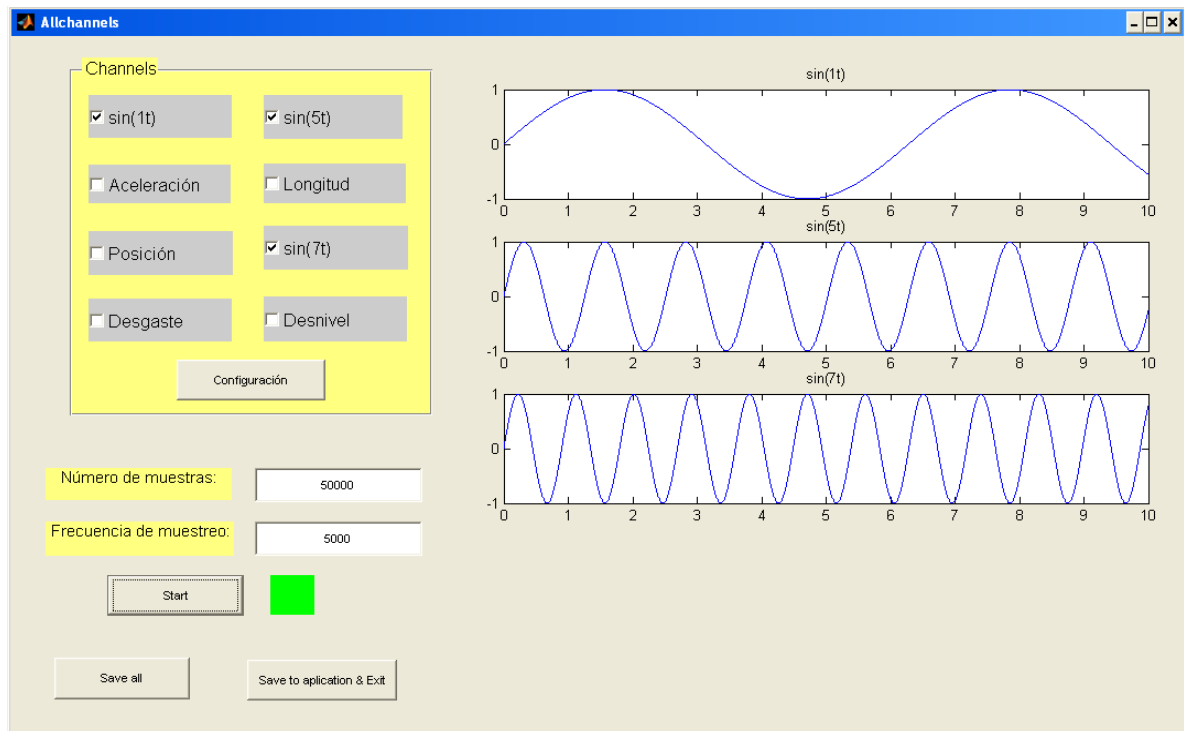 Allchannels
Channels
sin(1t)
sin(5t)
Aceleración
Longitud
Posición
sin(7t)
Desgaste
Desnivel
Configuración
Número de muestras:
50000
Frecuencia de muestreo:
5000
Start
Save all
Save to aplication & Exit
sin(1t)
1
0
-1
0 1 2 3 4 5 6 7 8 9 10
sin(5t)
1
0
-1
0 1 2 3 4 5 6 7 8 9 10
sin(7t)
1
0
-1
0 1 2 3 4 5 6 7 8 9 10